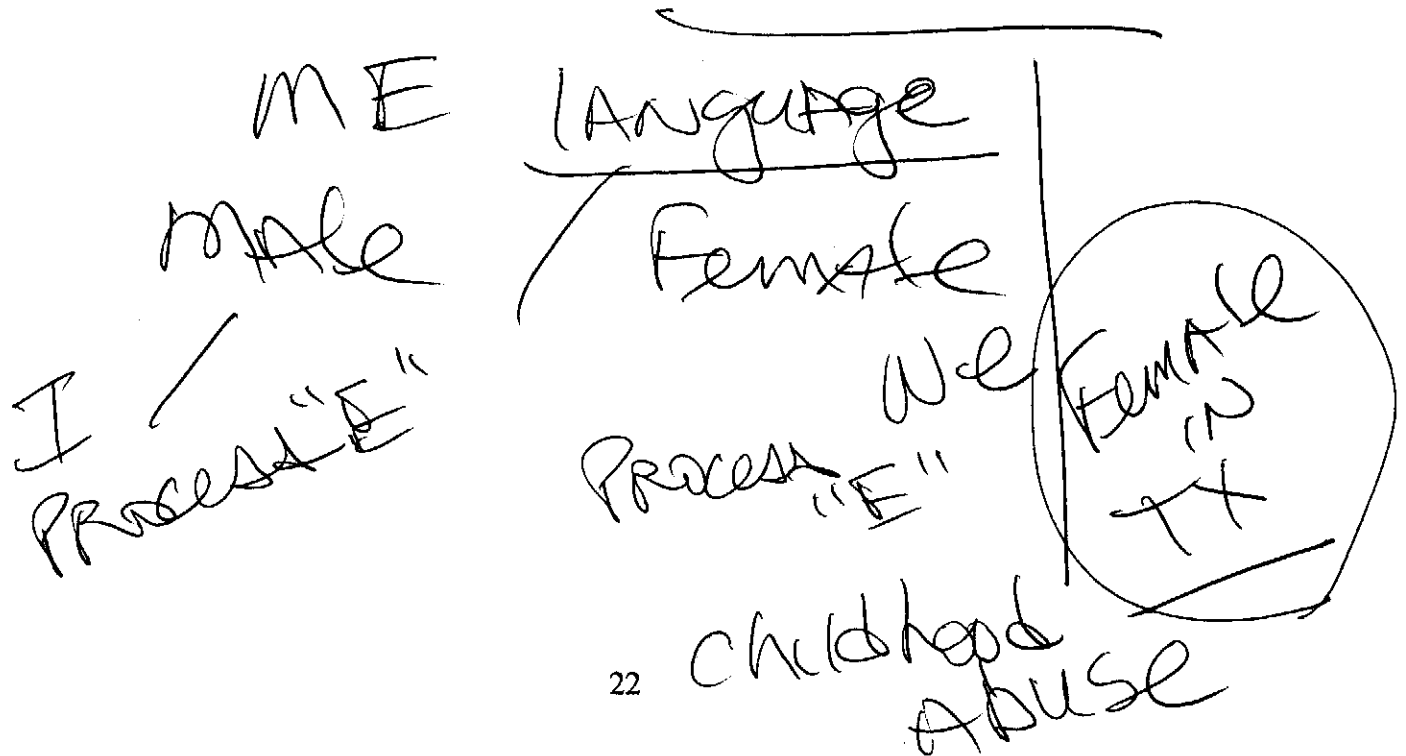 ME language
Male Female
We
I
Process "E"
Process "E"
Female
in
TX
Childhood
Abuse
22